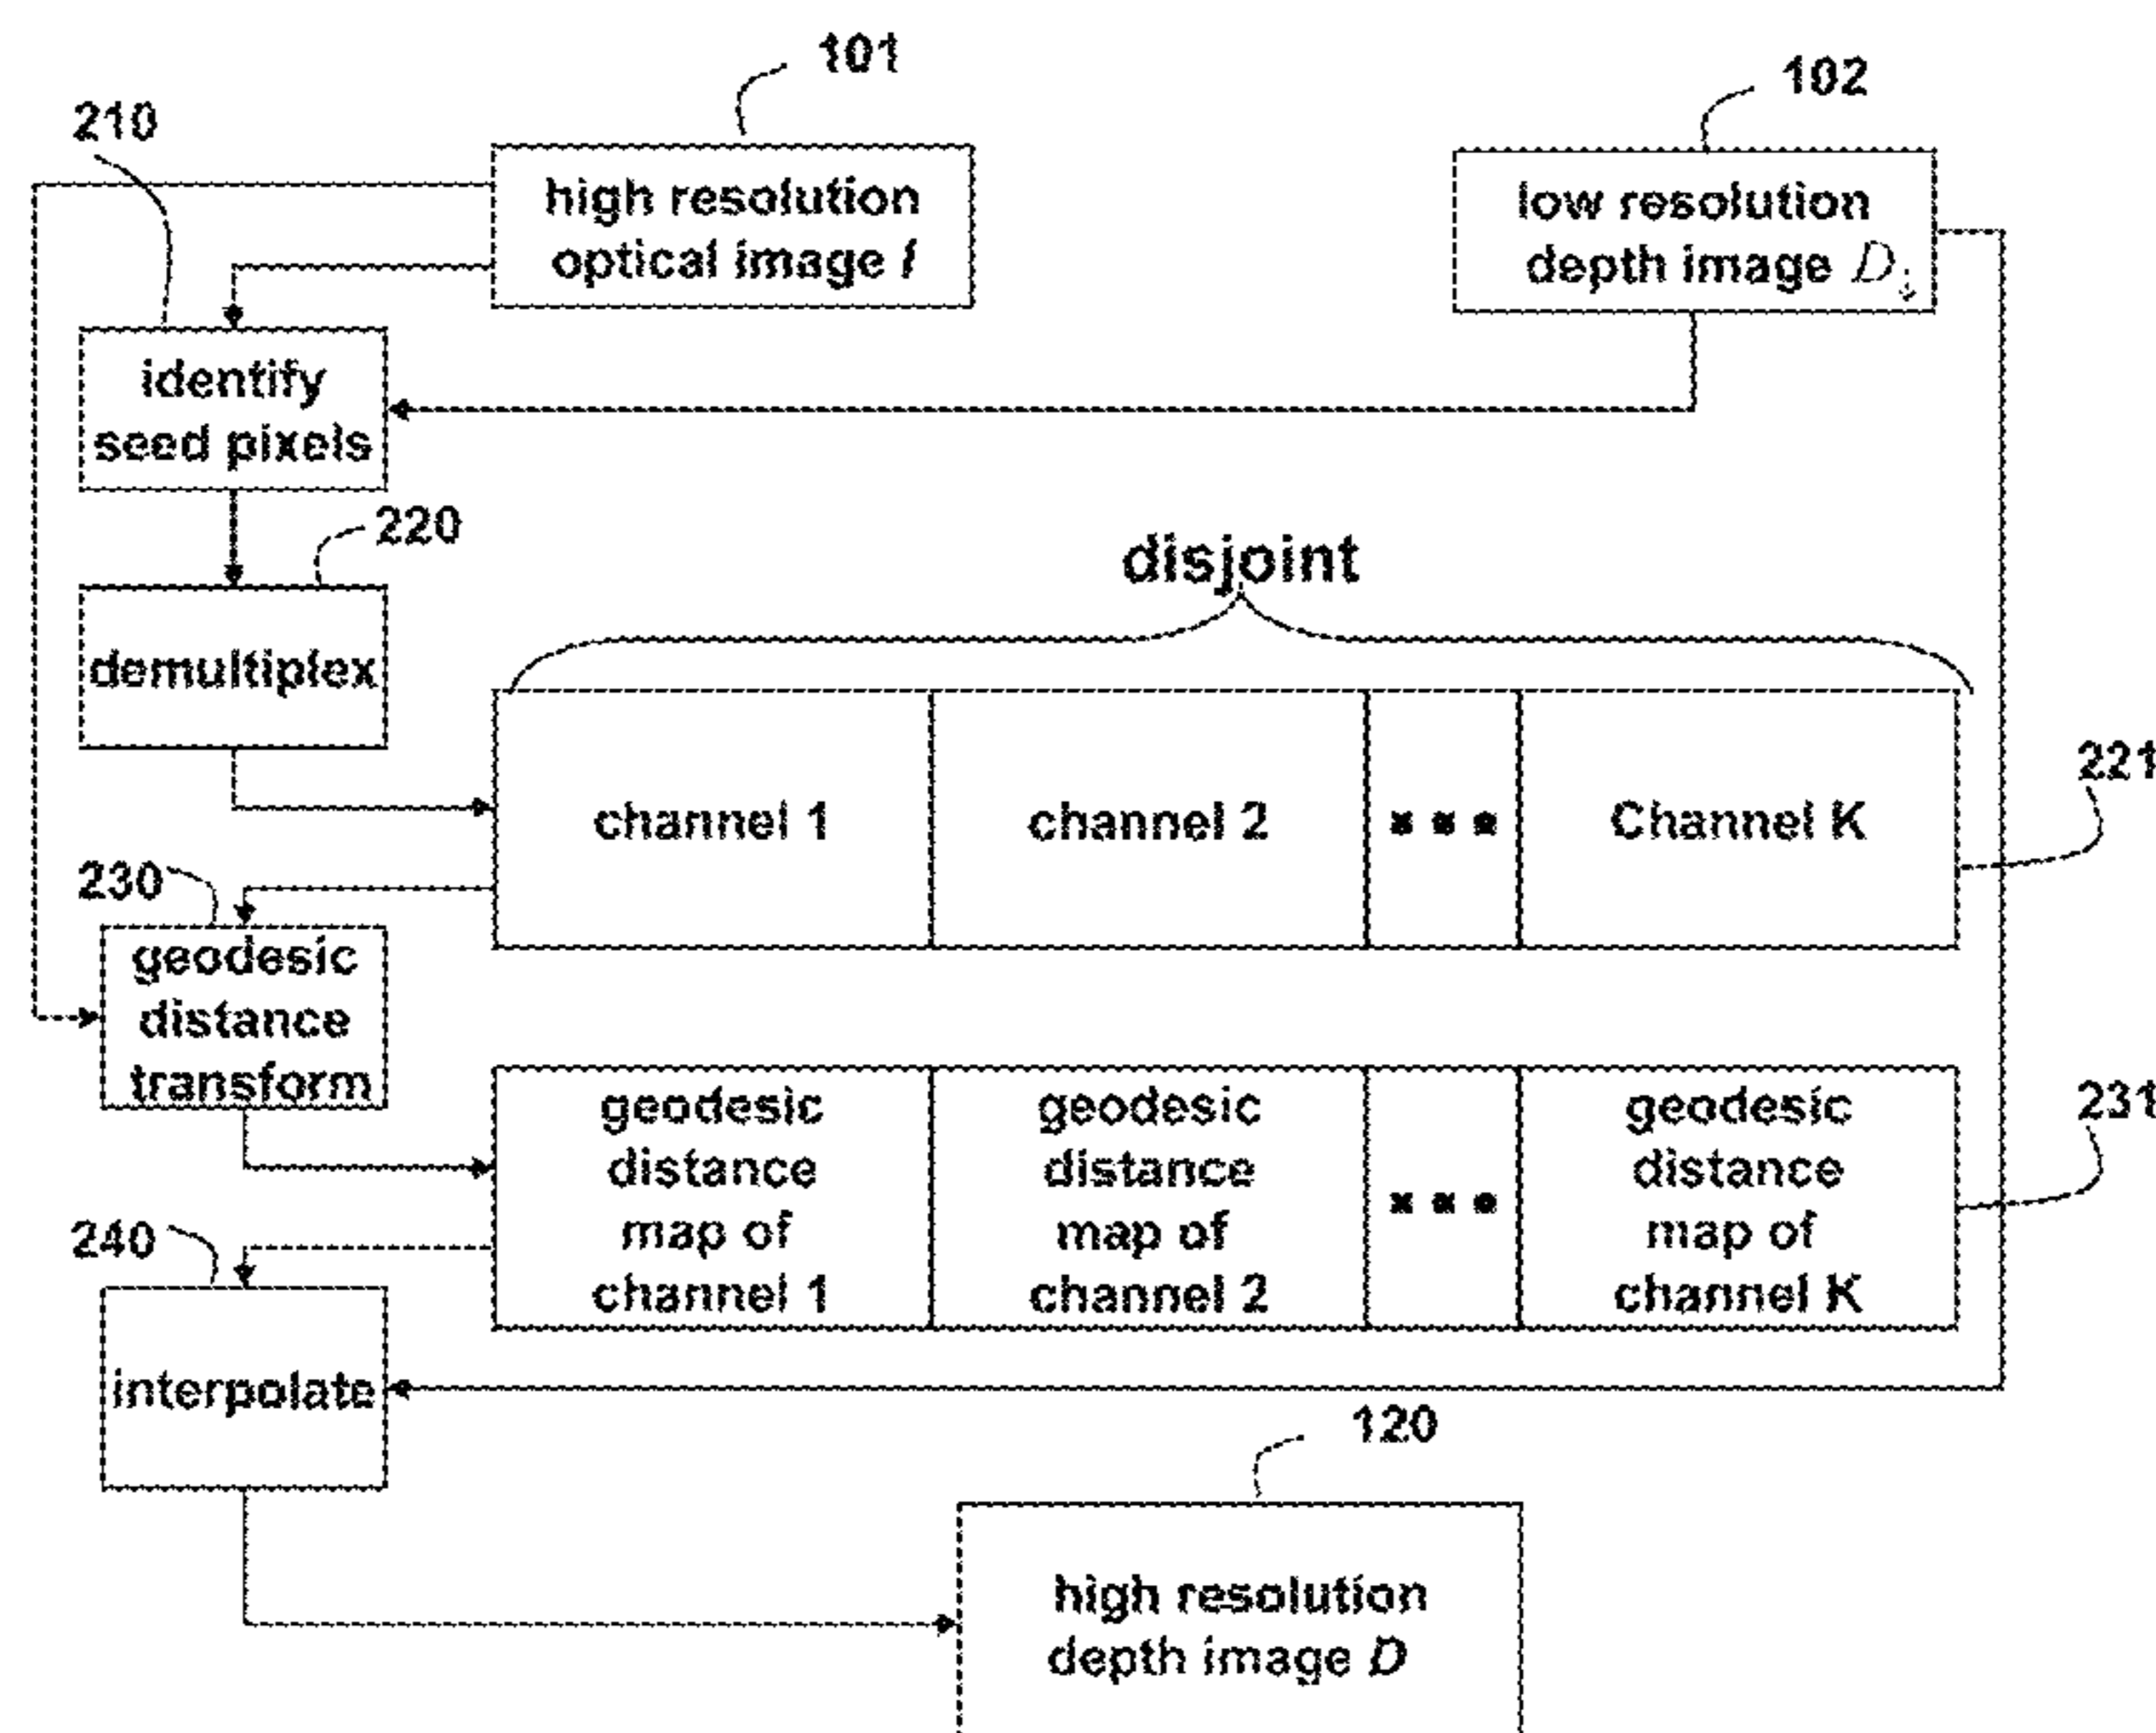 101
102
210
high resolution
optical image I
low resolution
depth image D↓
identify
seed pixels
220
disjoint
demultiplex
221
channel 1
channel 2
Channel K
230
geodesic
distance
transform
231
geodesic
distance
map of
channel 1
geodesic
distance
map of
channel 2
geodesic
distance
map of
channel K
240
interpolate
120
high resolution
depth image D